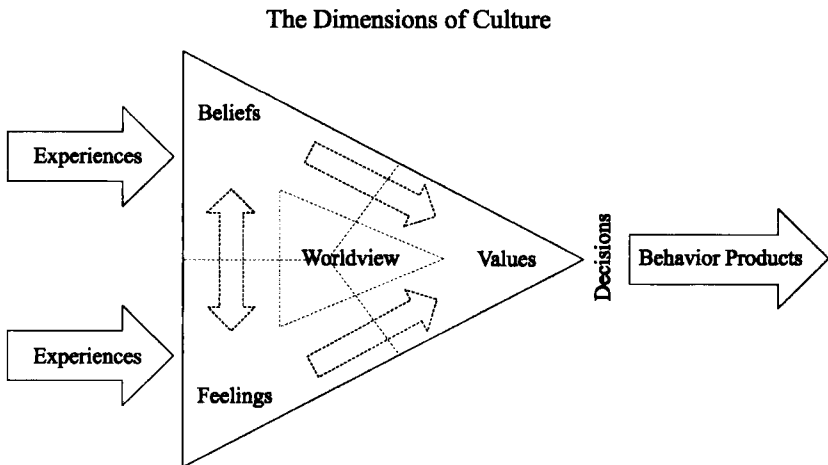 The Dimensions of Culture
Beliefs
Experiences
Worldview
Values
Decisions
Behavior Products
Experiences
Feelings